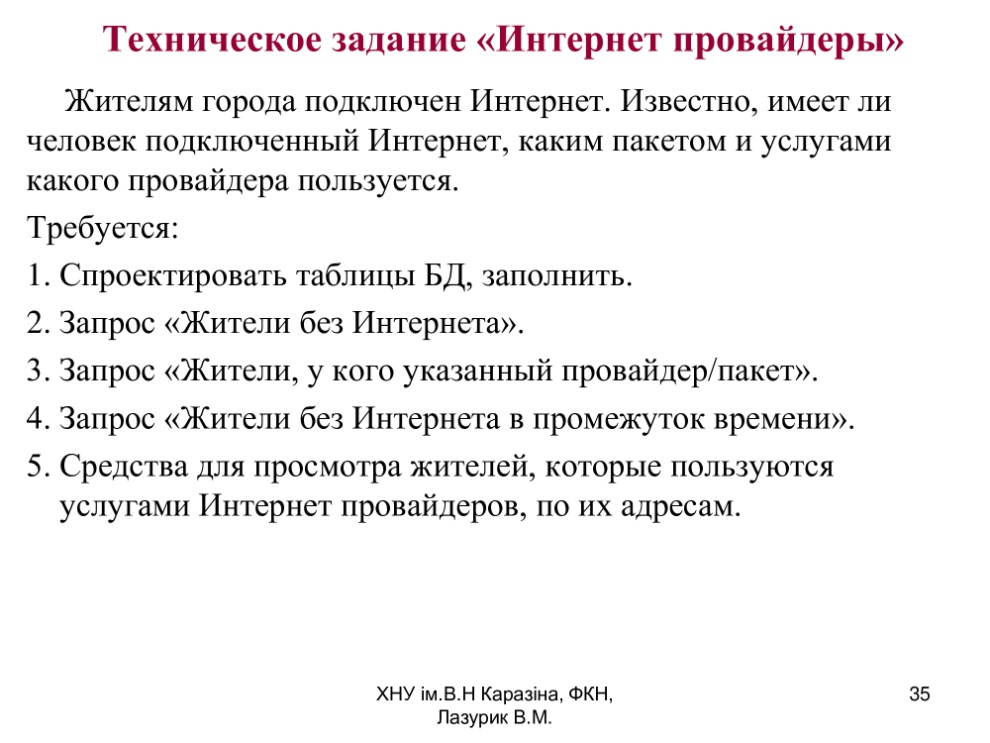 Техническое задание «Интернет провайдеры»
Жителям города подключен Интернет. Известно, имеет ли
человек подключенный Интернет, каким пакетом и услугами
какого провайдера пользуется.
Требуется:
1. Спроектировать таблицы БД, заполнить.
2. Запрос «Жители без Интернета».
3. Запрос «Жители, у кого указанный провайдер/пакет».
4. Запрос «Жители без Интернета в промежуток времени».
5. Средства для просмотра жителей, которые пользуются
услугами Интернет провайдеров, по их адресам.
ХНУ ім.В.Н Каразіна, ФКН,
Лазурик В.М.
35